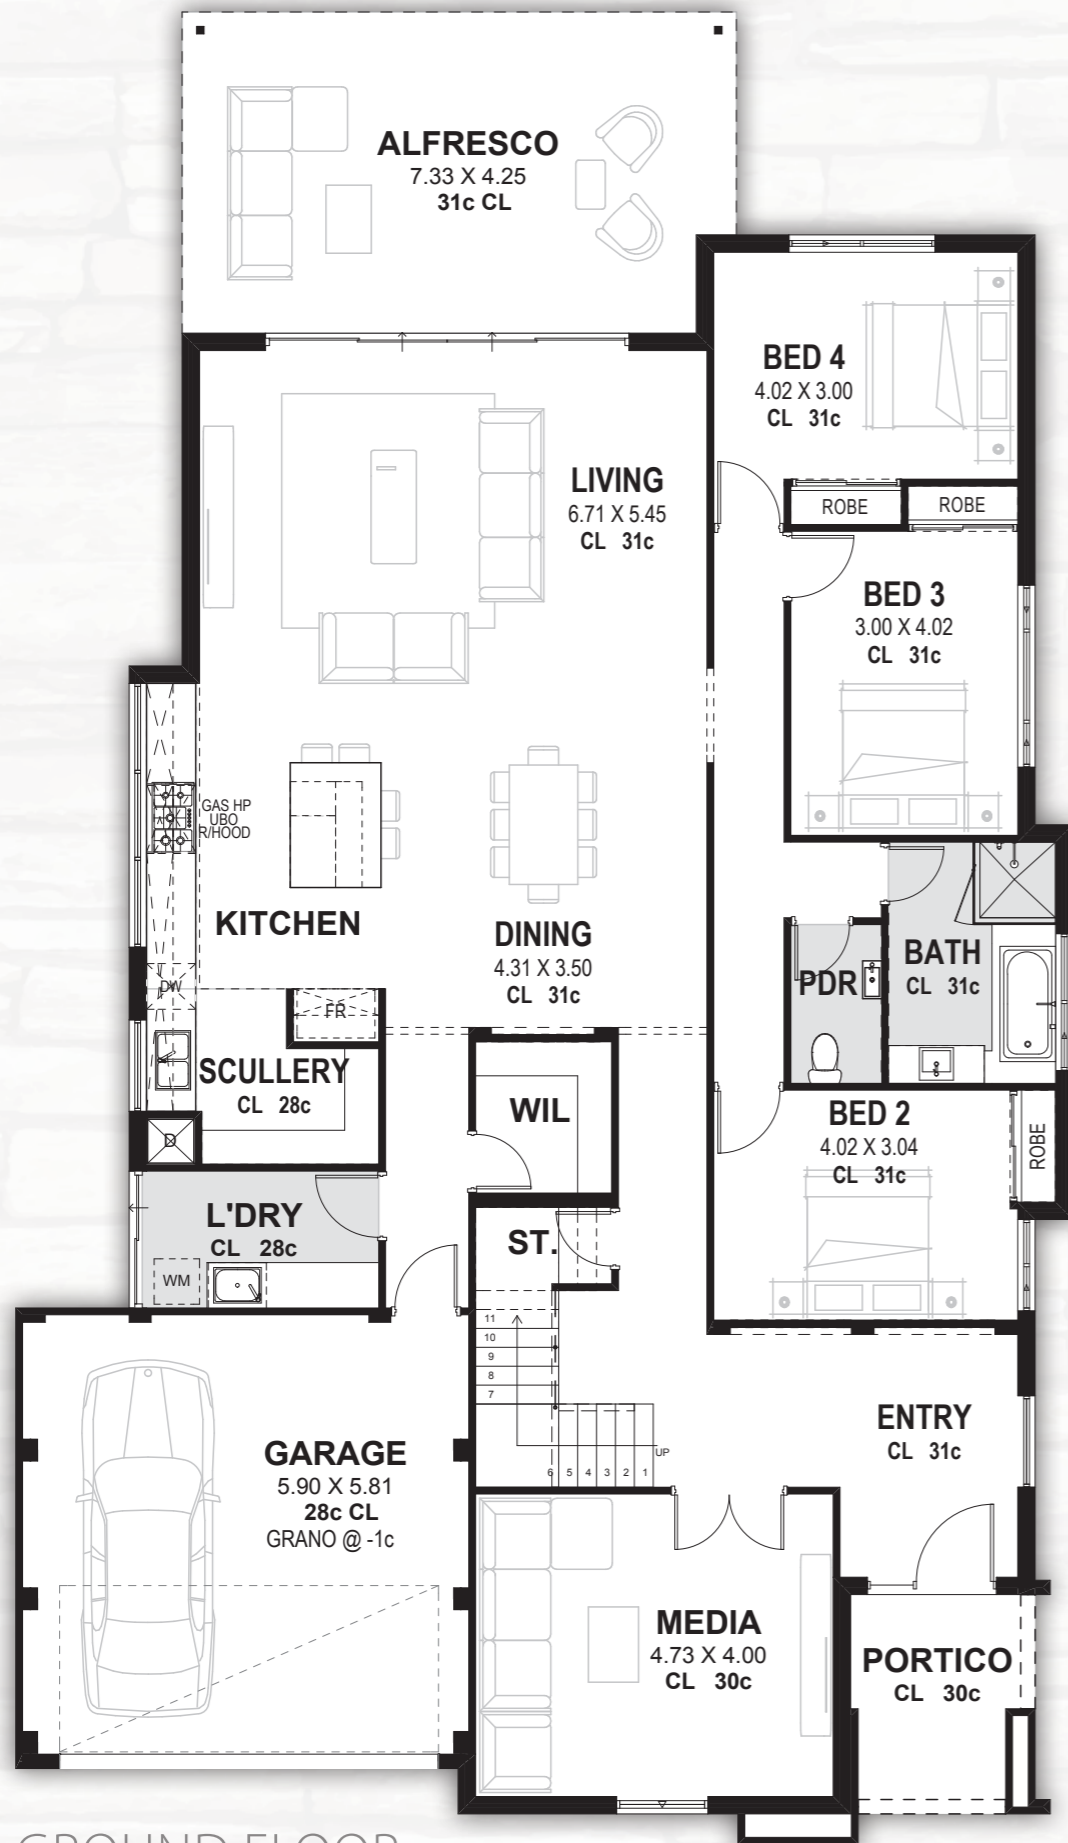 ALFRESCO
7.33 X 4.25
31c CL
BED 4
4.02 X 3.00
CL 31c
LIVING
6.71 X 5.45
CL 31c
ROBE
ROBE
BED 3
3.00 X 4.02
CL 31c
GAS HP
UBO
R/HOOD
KITCHEN
DINING
4.31 X 3.50
CL 31c
BATH
CL 31c
PDR
DW
FR
SCULLERY
CL 28c
WIL
BED 2
4.02 X 3.04
CL 31c
ROBE
D
L'DRY
CL 28c
WM
ST.
11
10
9
8
7
6 5 4 3 2 1
UP
ENTRY
CL 31c
GARAGE
5.90 X 5.81
28c CL
GRANO @ -1c
MEDIA
4.73 X 4.00
CL 30c
PORTICO
CL 30c
GROUND FLOOR